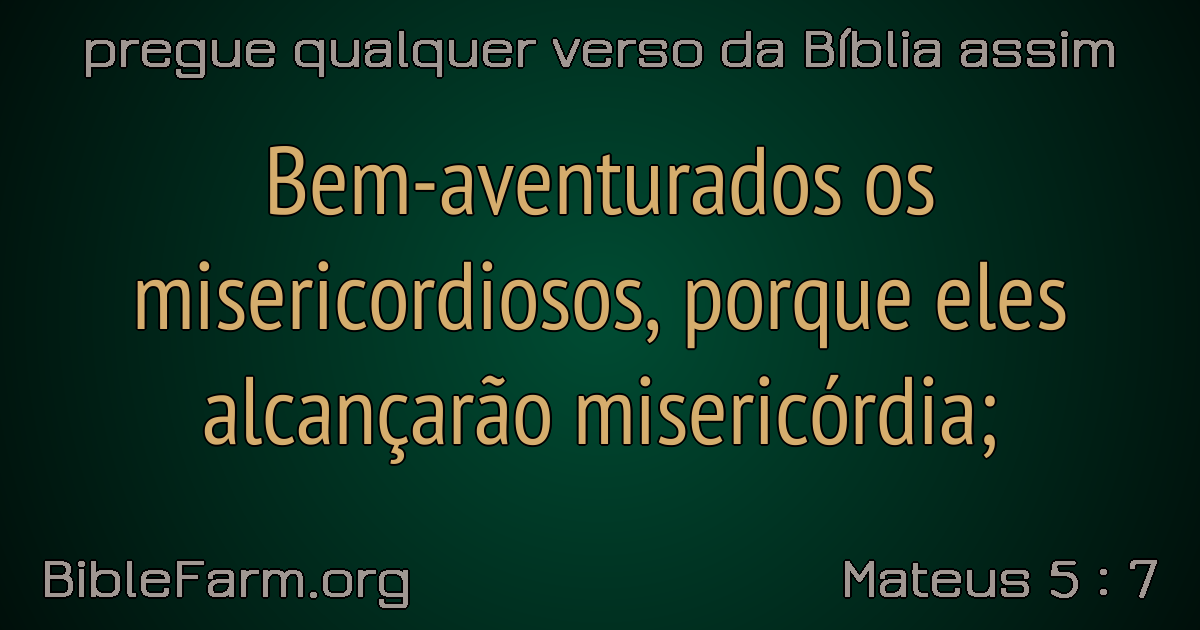 pregue qualquer verso da Bíblia assim
Bem-aventurados os
misericordiosos, porque eles
alcançarão misericórdia;
BibleFarm.org
Mateus 5 : 7